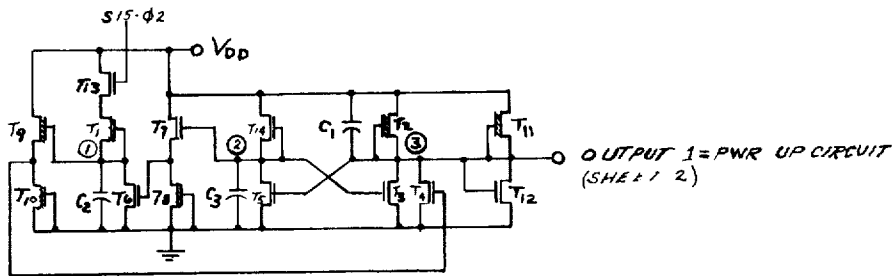 S15·Φ2
VDD
T13
T9
T1
T7
T14
C1
T2
T11
1
2
3
OUTPUT 1=PWR UP CIRCUIT
(SHEET 2)
T10
C2
T6
T8
C3
T5
T3
T4
T12